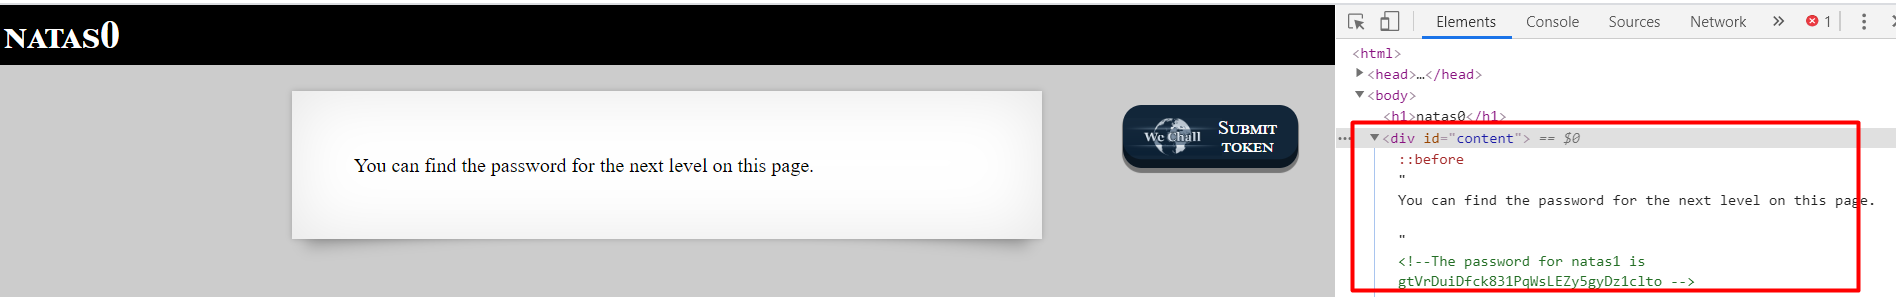 NATAS0
You can find the password for the next level on this page.
We Chall
SUBMIT
TOKEN
Elements Console Sources Network » 1
<html>
<head>…</head>
<body>
<h1>natas0</h1>
<div id="content"> == $0
::before
"
You can find the password for the next level on this page.
"
<!--The password for natas1 is
gtVrDuiDfck831PqWsLEZy5gyDz1clto -->